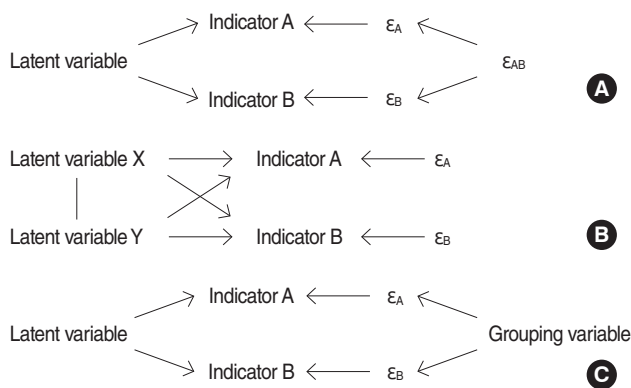 Indicator A εA
Latent variable εAB
Indicator B εB
A
Latent variable X Indicator A εA
Latent variable Y Indicator B εB
B
Indicator A εA
Latent variable Grouping variable
Indicator B εB
C